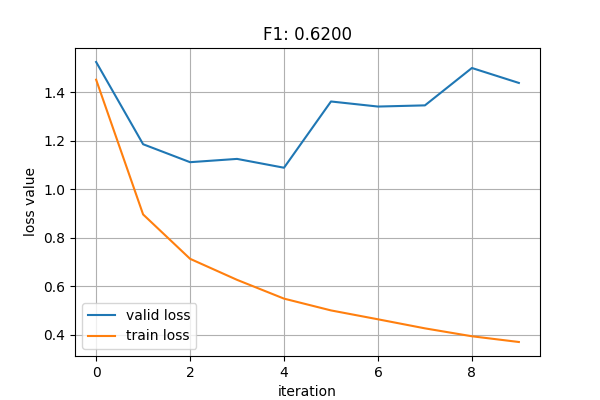 F1: 0.6200
loss value
1.4
1.2
1.0
0.8
0.6
0.4
valid loss
train loss
0 2 4 6 8
iteration